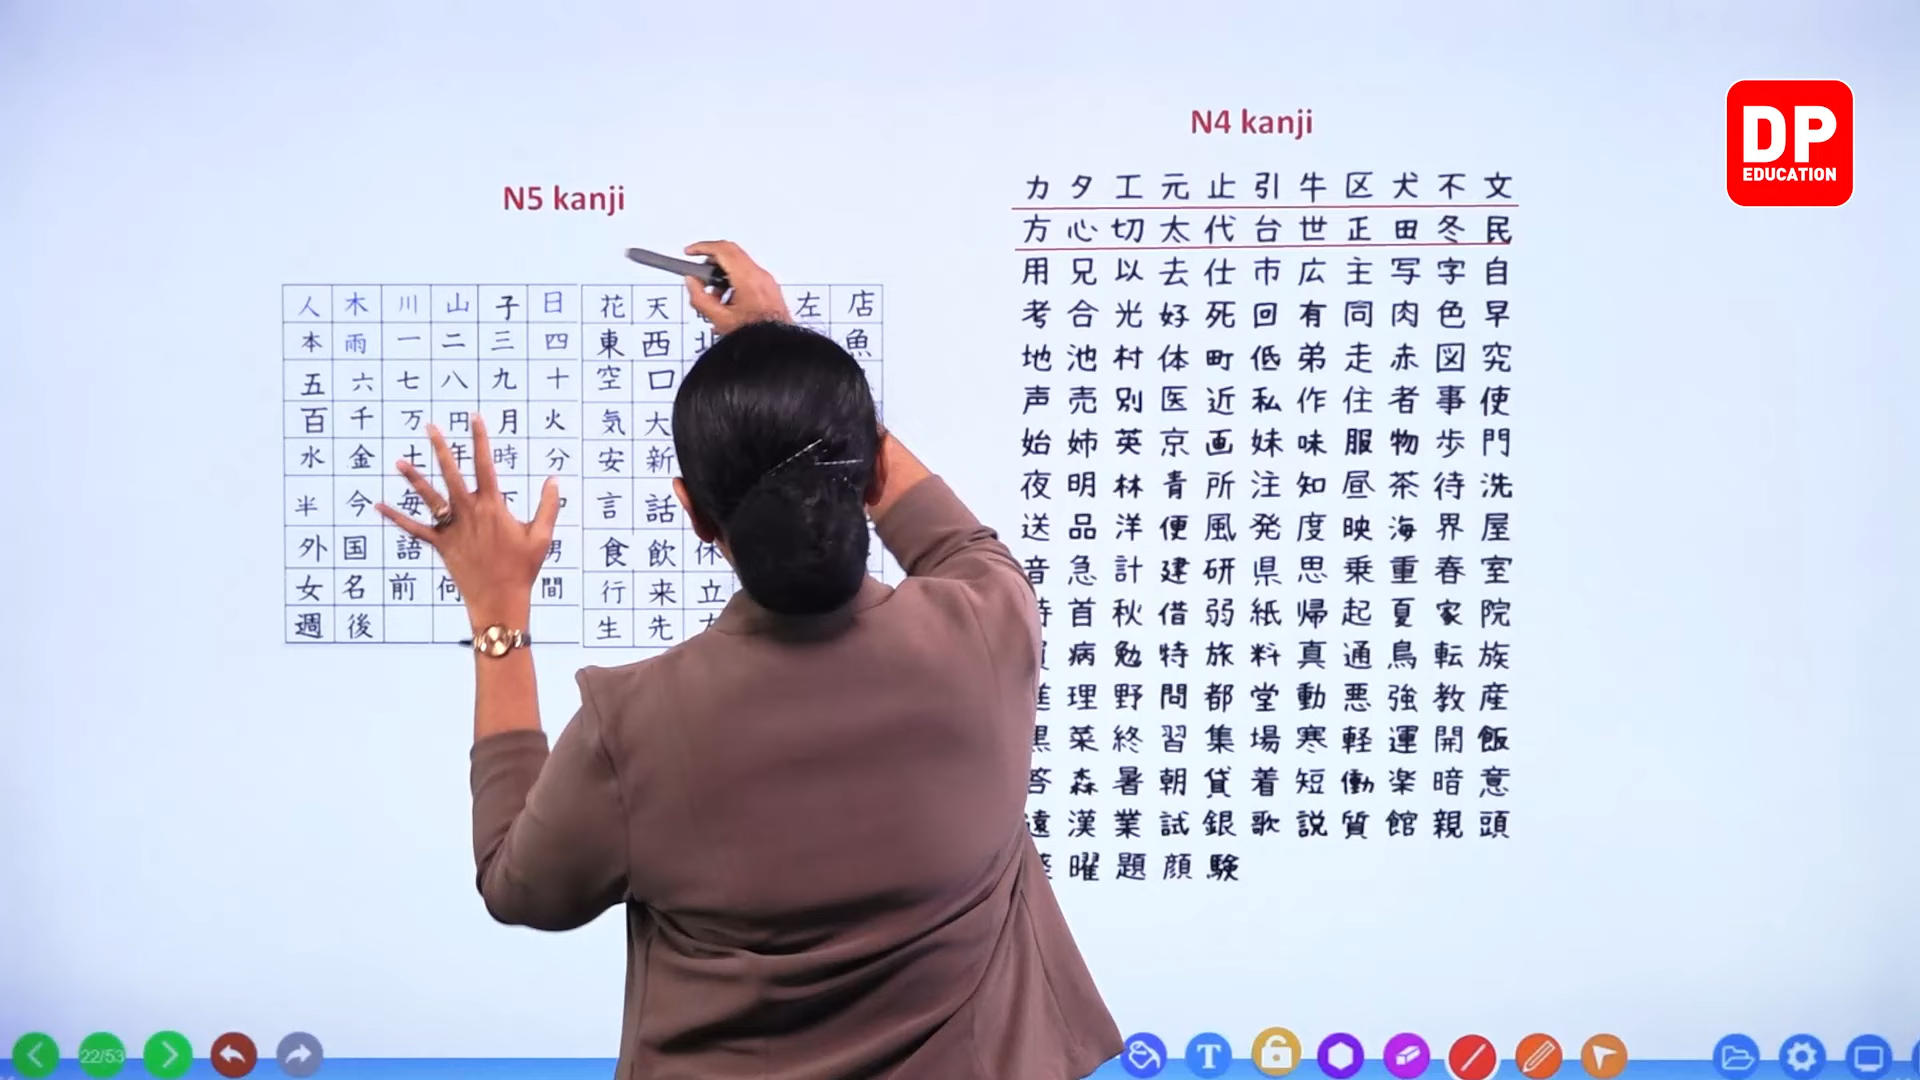 DP
EDUCATION
N5 kanji
人 木 川 山 子 日 花 天 左 店
本 雨 一 二 三 四 東 西 北 魚
五 六 七 八 九 十 空 口
百 千 万 円 月 火 気 大
水 金 土 年 時 分 安 新
半 今 毎 言 話
外 国 語 男 食 飲 休
女 名 前 何 間 行 来 立
週 後 生 先
N4 kanji
カ タ 工 元 止 引 牛 区 犬 不 文
方 心 切 太 代 台 世 正 田 冬 民
用 兄 以 去 仕 市 広 主 写 字 自
考 合 光 好 死 回 有 同 肉 色 早
地 池 村 体 町 低 弟 走 赤 図 究
声 売 別 医 近 私 作 住 者 事 使
始 姉 英 京 画 妹 味 服 物 歩 門
夜 明 林 青 所 注 知 昼 茶 待 洗
送 品 洋 便 風 発 度 映 海 界 屋
音 急 計 建 研 県 思 乗 重 春 室
首 秋 借 弱 紙 帰 起 夏 家 院
病 勉 特 旅 料 真 通 鳥 転 族
理 野 問 都 堂 動 悪 強 教 産
黒 菜 終 習 集 場 寒 軽 運 開 飯
答 森 暑 朝 貸 着 短 働 楽 暗 意
遠 漢 業 試 銀 歌 説 質 館 親 頭
曜 題 顔 験
22/53
T